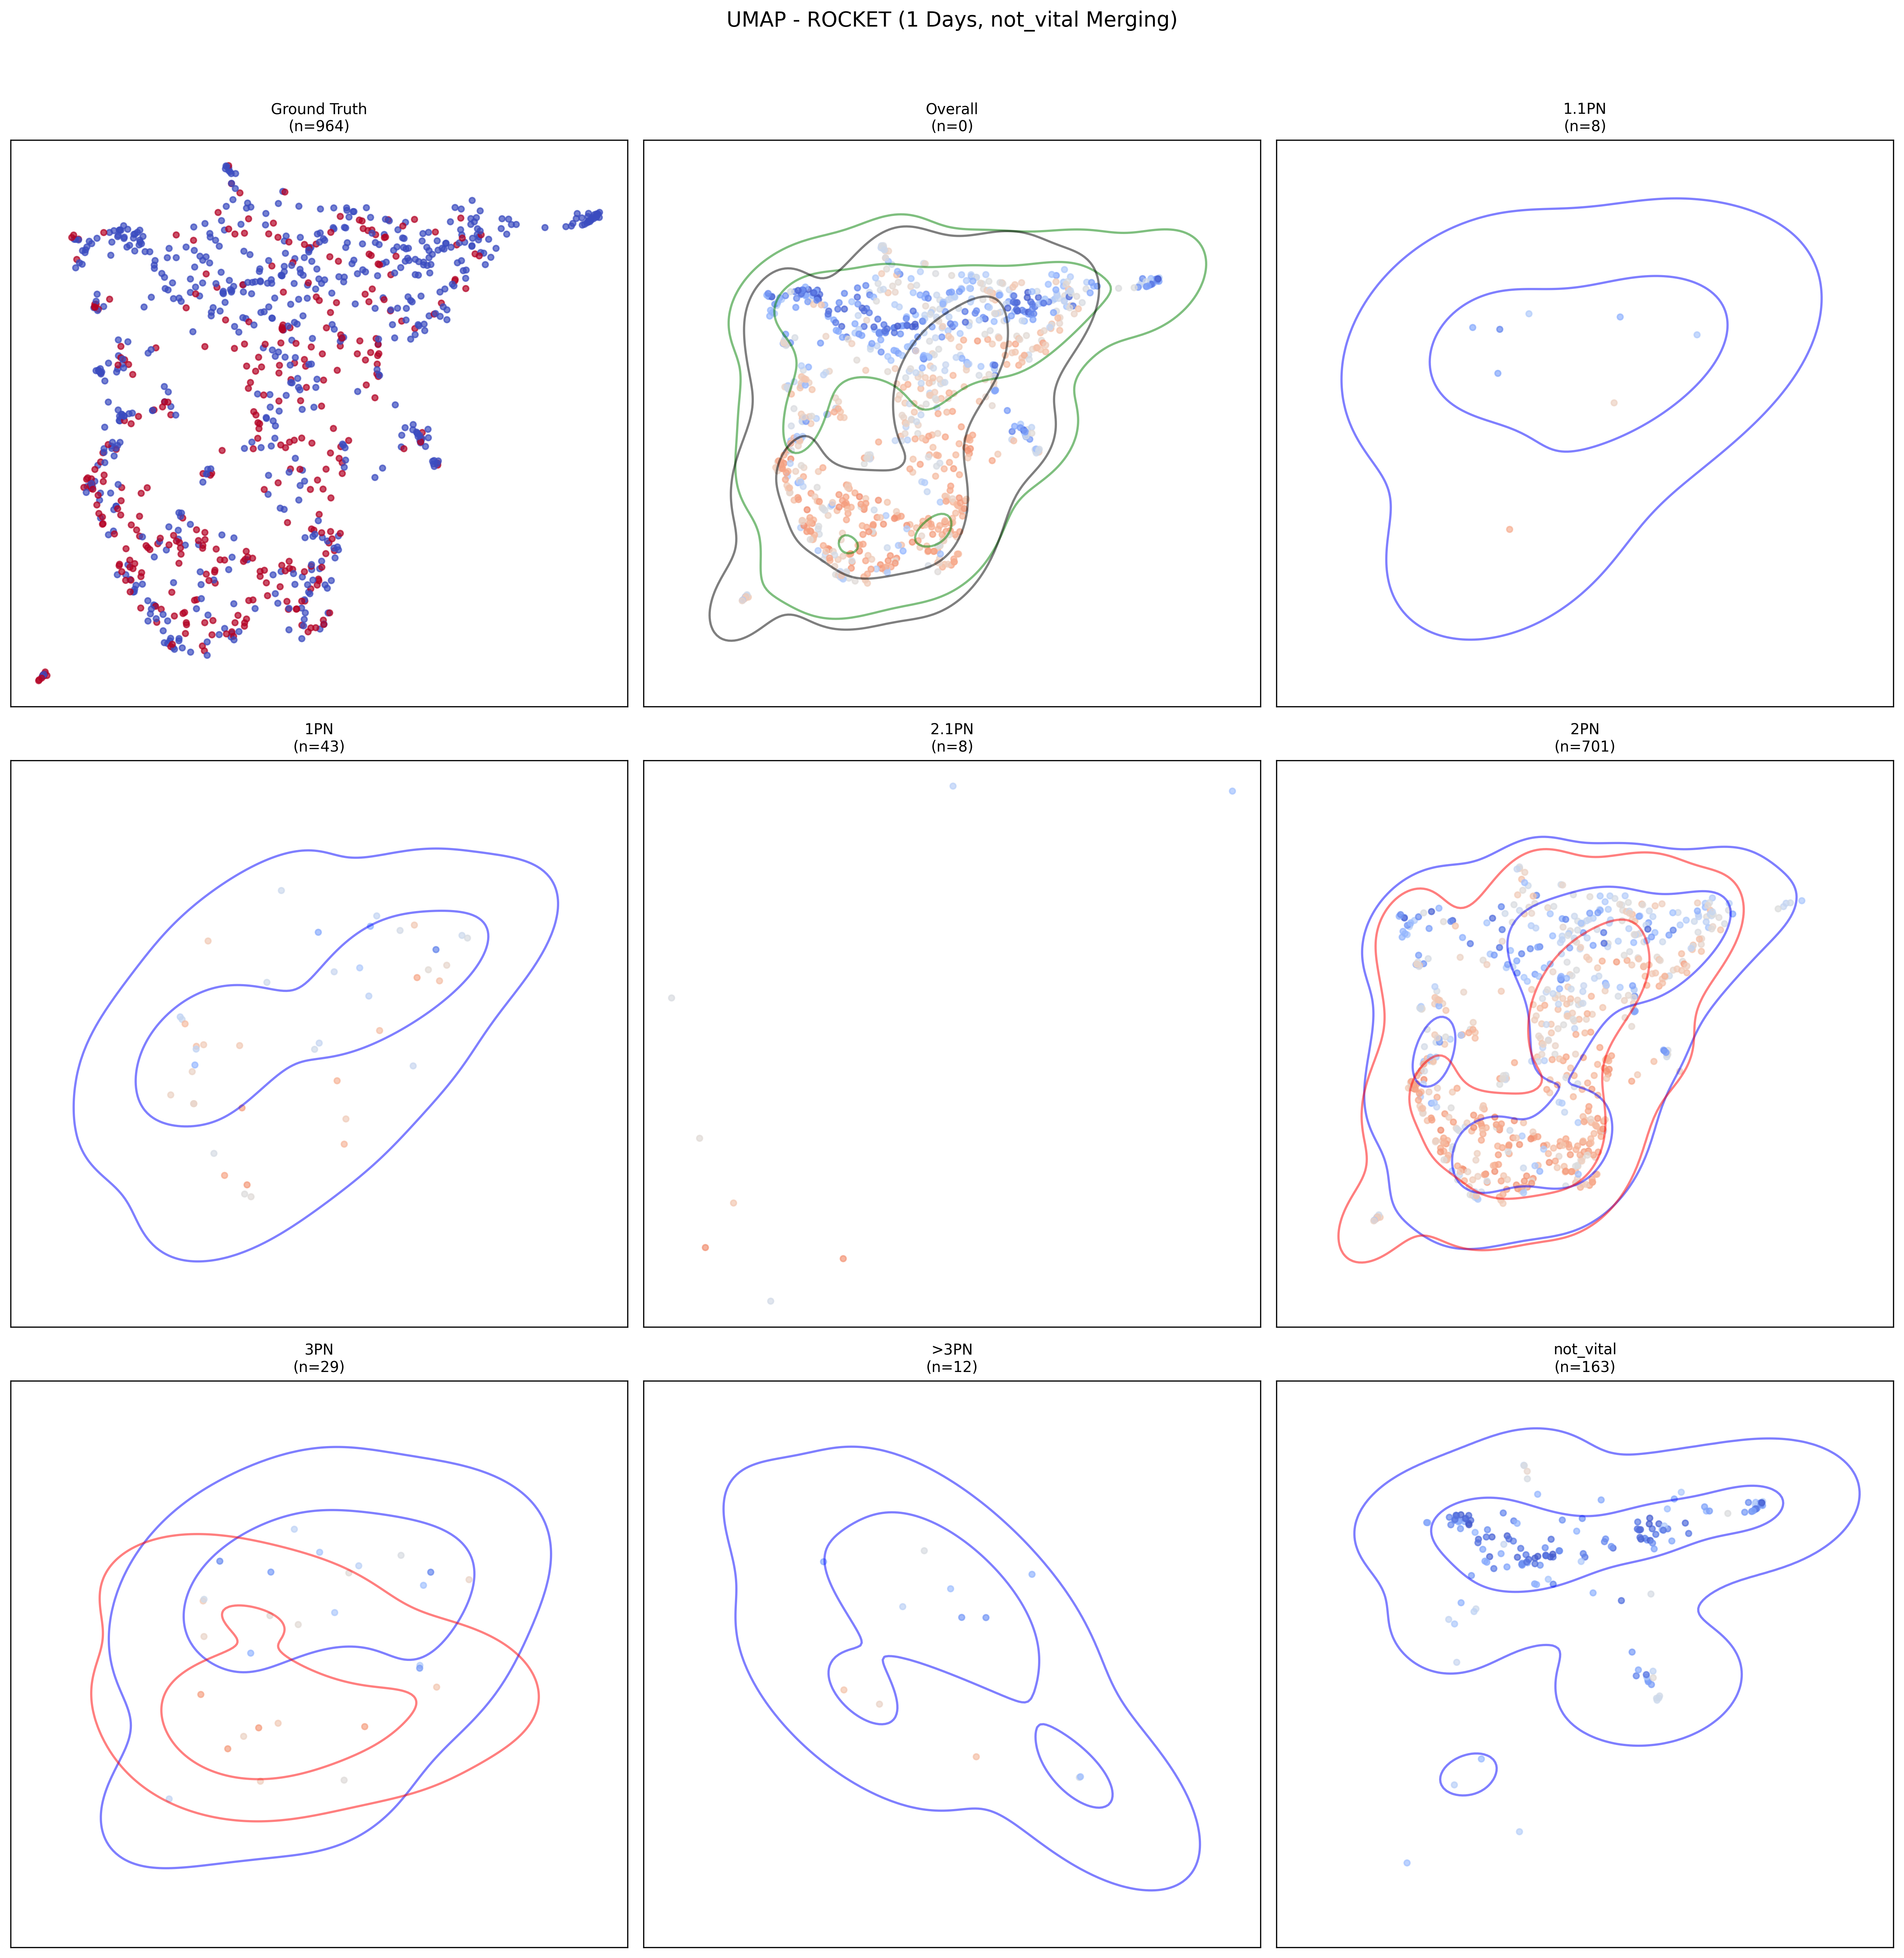 UMAP - ROCKET (1 Days, not_vital Merging)
Ground Truth
(n=964)
Overall
(n=0)
1.1PN
(n=8)
1PN
(n=43)
2.1PN
(n=8)
2PN
(n=701)
3PN
(n=29)
>3PN
(n=12)
not_vital
(n=163)